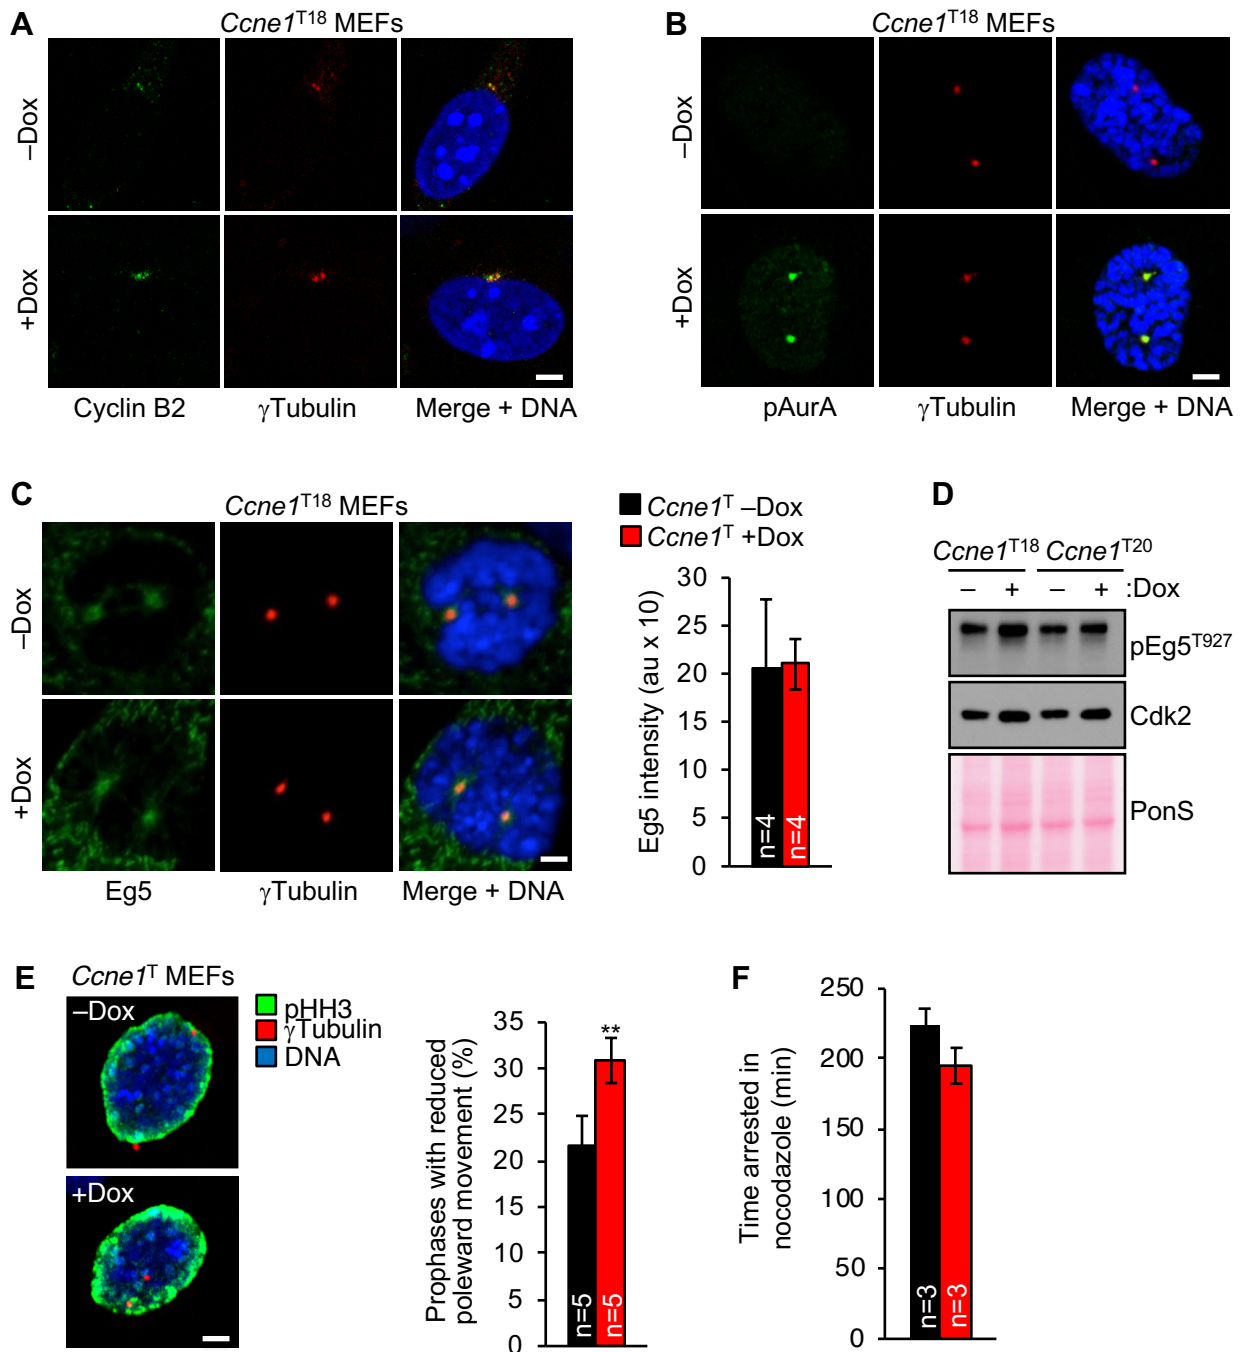 A
Ccne1T18 MEFs
–Dox
+Dox
Cyclin B2
γTubulin
Merge + DNA
B
Ccne1T18 MEFs
–Dox
+Dox
pAurA
γTubulin
Merge + DNA
C
Ccne1T18 MEFs
–Dox
+Dox
Eg5
γTubulin
Merge + DNA
Ccne1T –Dox
Ccne1T +Dox
Eg5 intensity (au x 10)
30
25
20
15
10
5
0
n=4
n=4
D
Ccne1T18 Ccne1T20
– + – + :Dox
pEg5T927
Cdk2
PonS
E
Ccne1T MEFs
–Dox
+Dox
pHH3
γTubulin
DNA
Prophases with reduced
poleward movement (%)
35
30
25
20
15
10
5
0
**
n=5
n=5
F
Time arrested in
nocodazole (min)
250
200
150
100
50
0
n=3
n=3